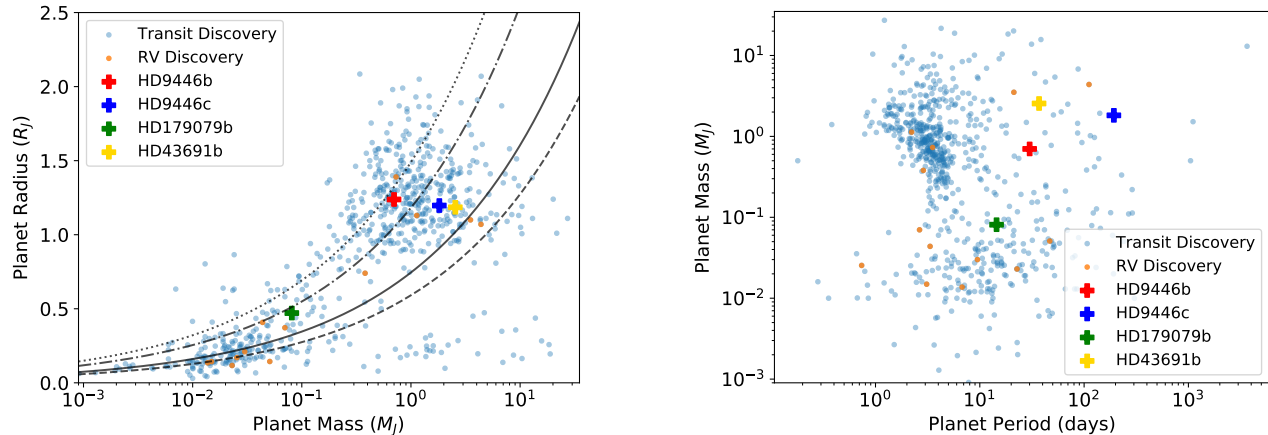 2.5
2.0
1.5
1.0
0.5
0.0
Planet Radius (R_J)
Transit Discovery
RV Discovery
HD9446b
HD9446c
HD179079b
HD43691b
10⁻³
10⁻²
10⁻¹
10⁰
10¹
Planet Mass (M_J)
10¹
10⁰
10⁻¹
10⁻²
10⁻³
Planet Mass (M_J)
Transit Discovery
RV Discovery
HD9446b
HD9446c
HD179079b
HD43691b
10⁰
10¹
10²
10³
Planet Period (days)